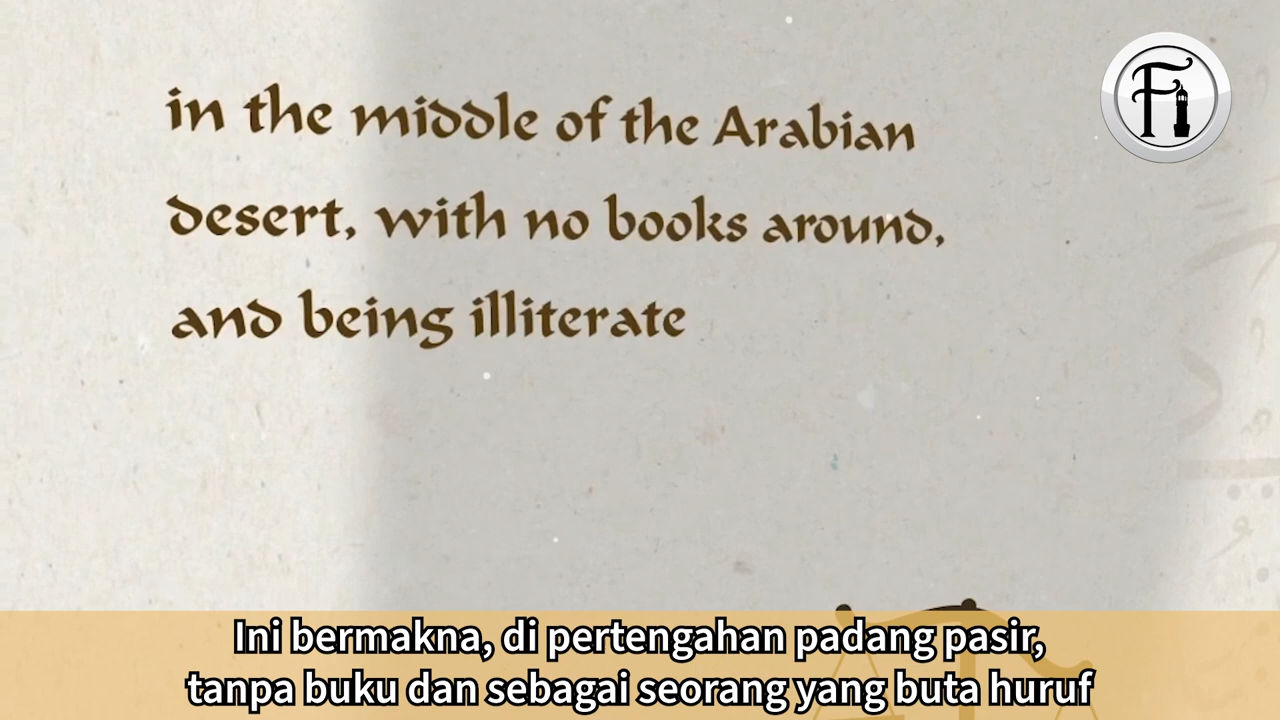 in the middle of the Arabian
desert, with no books around,
and being illiterate
Fi
Ini bermakna, di pertengahan padang pasir,
tanpa buku dan sebagai seorang yang buta huruf